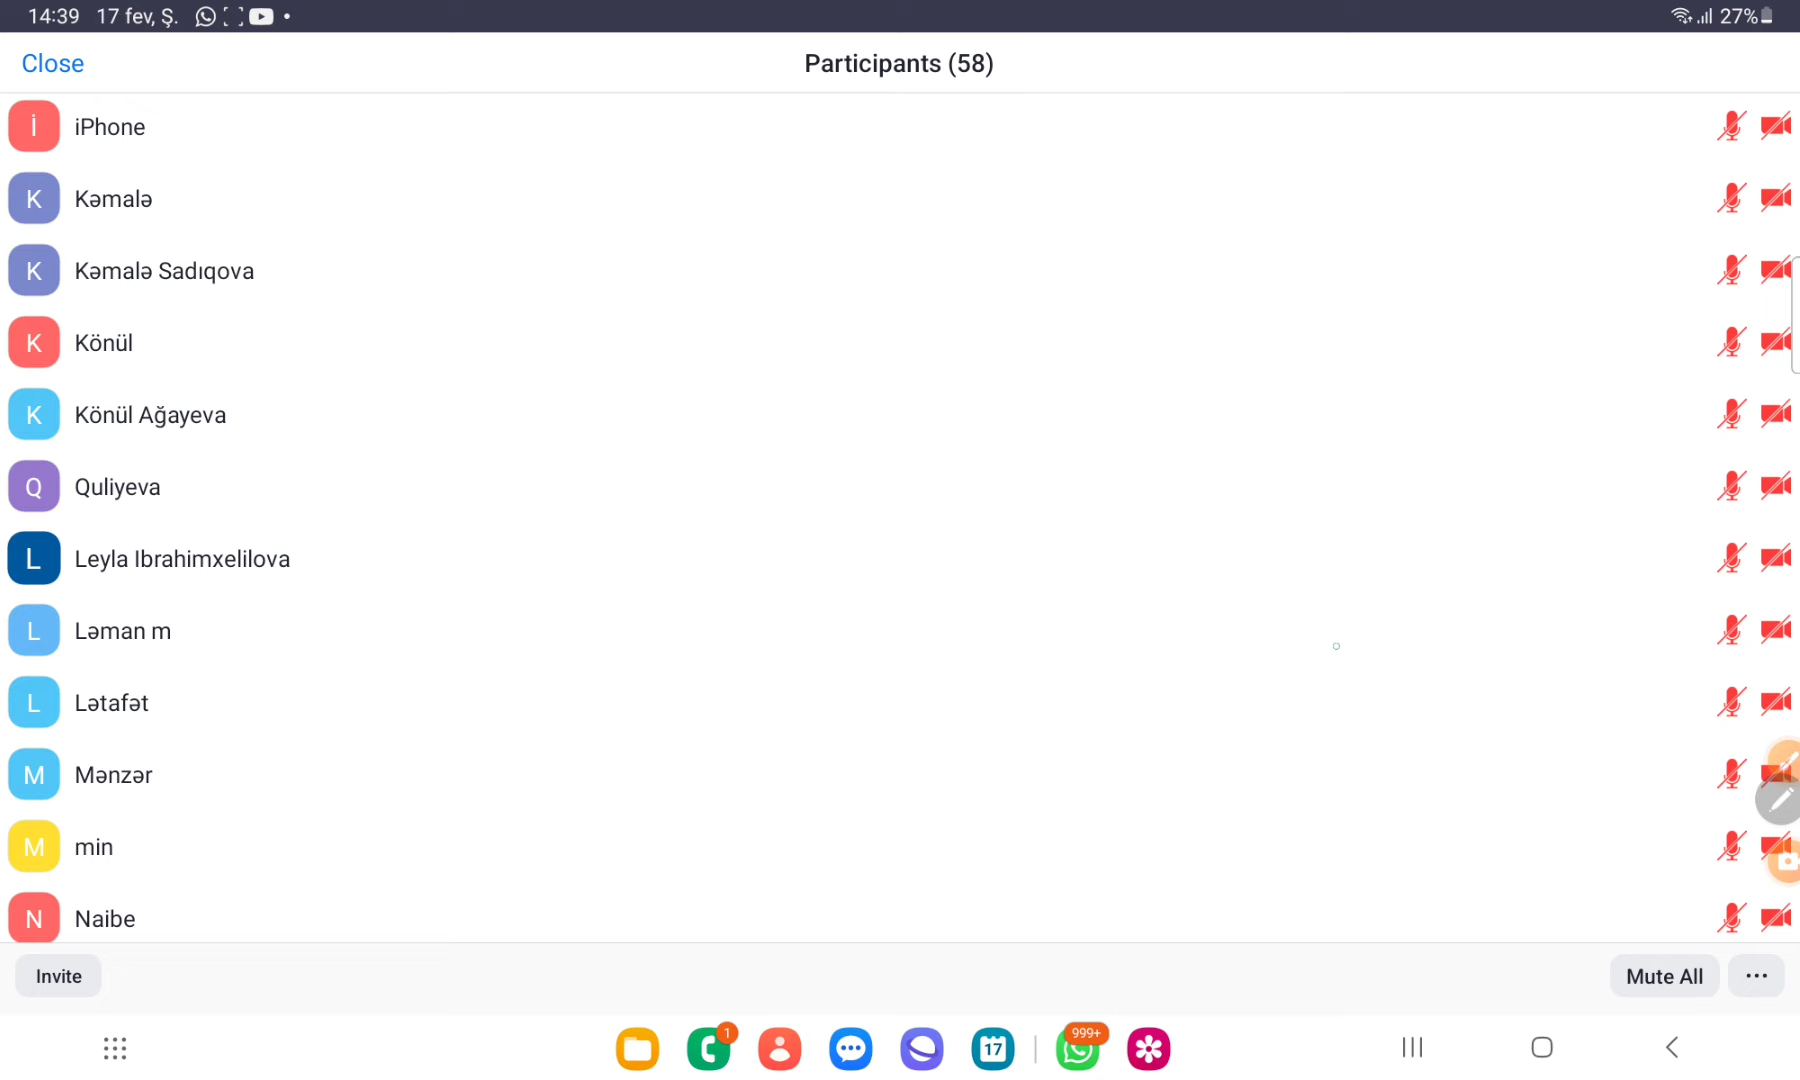 14:39 17 fev, Ş. 27%
Close Participants (58)
İ iPhone
K Kəmalə
K Kəmalə Sadıqova
K Könül
K Könül Ağayeva
Q Quliyeva
L Leyla Ibrahimxelilova
L Ləman m
L Lətafət
M Mənzər
M min
N Naibe
Invite Mute All ...
1 17 999+